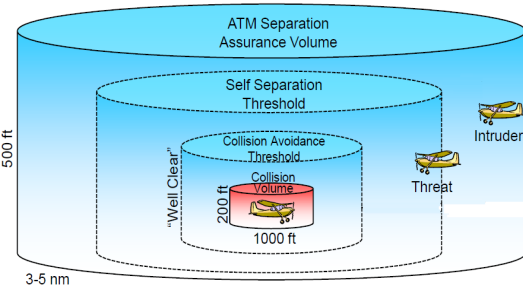 ATM Separation
Assurance Volume
Self Separation
Threshold
Collision Avoidance
Threshold
Collision
Volume
200 ft
1000 ft
"Well Clear"
500 ft
3-5 nm
Intruder
Threat